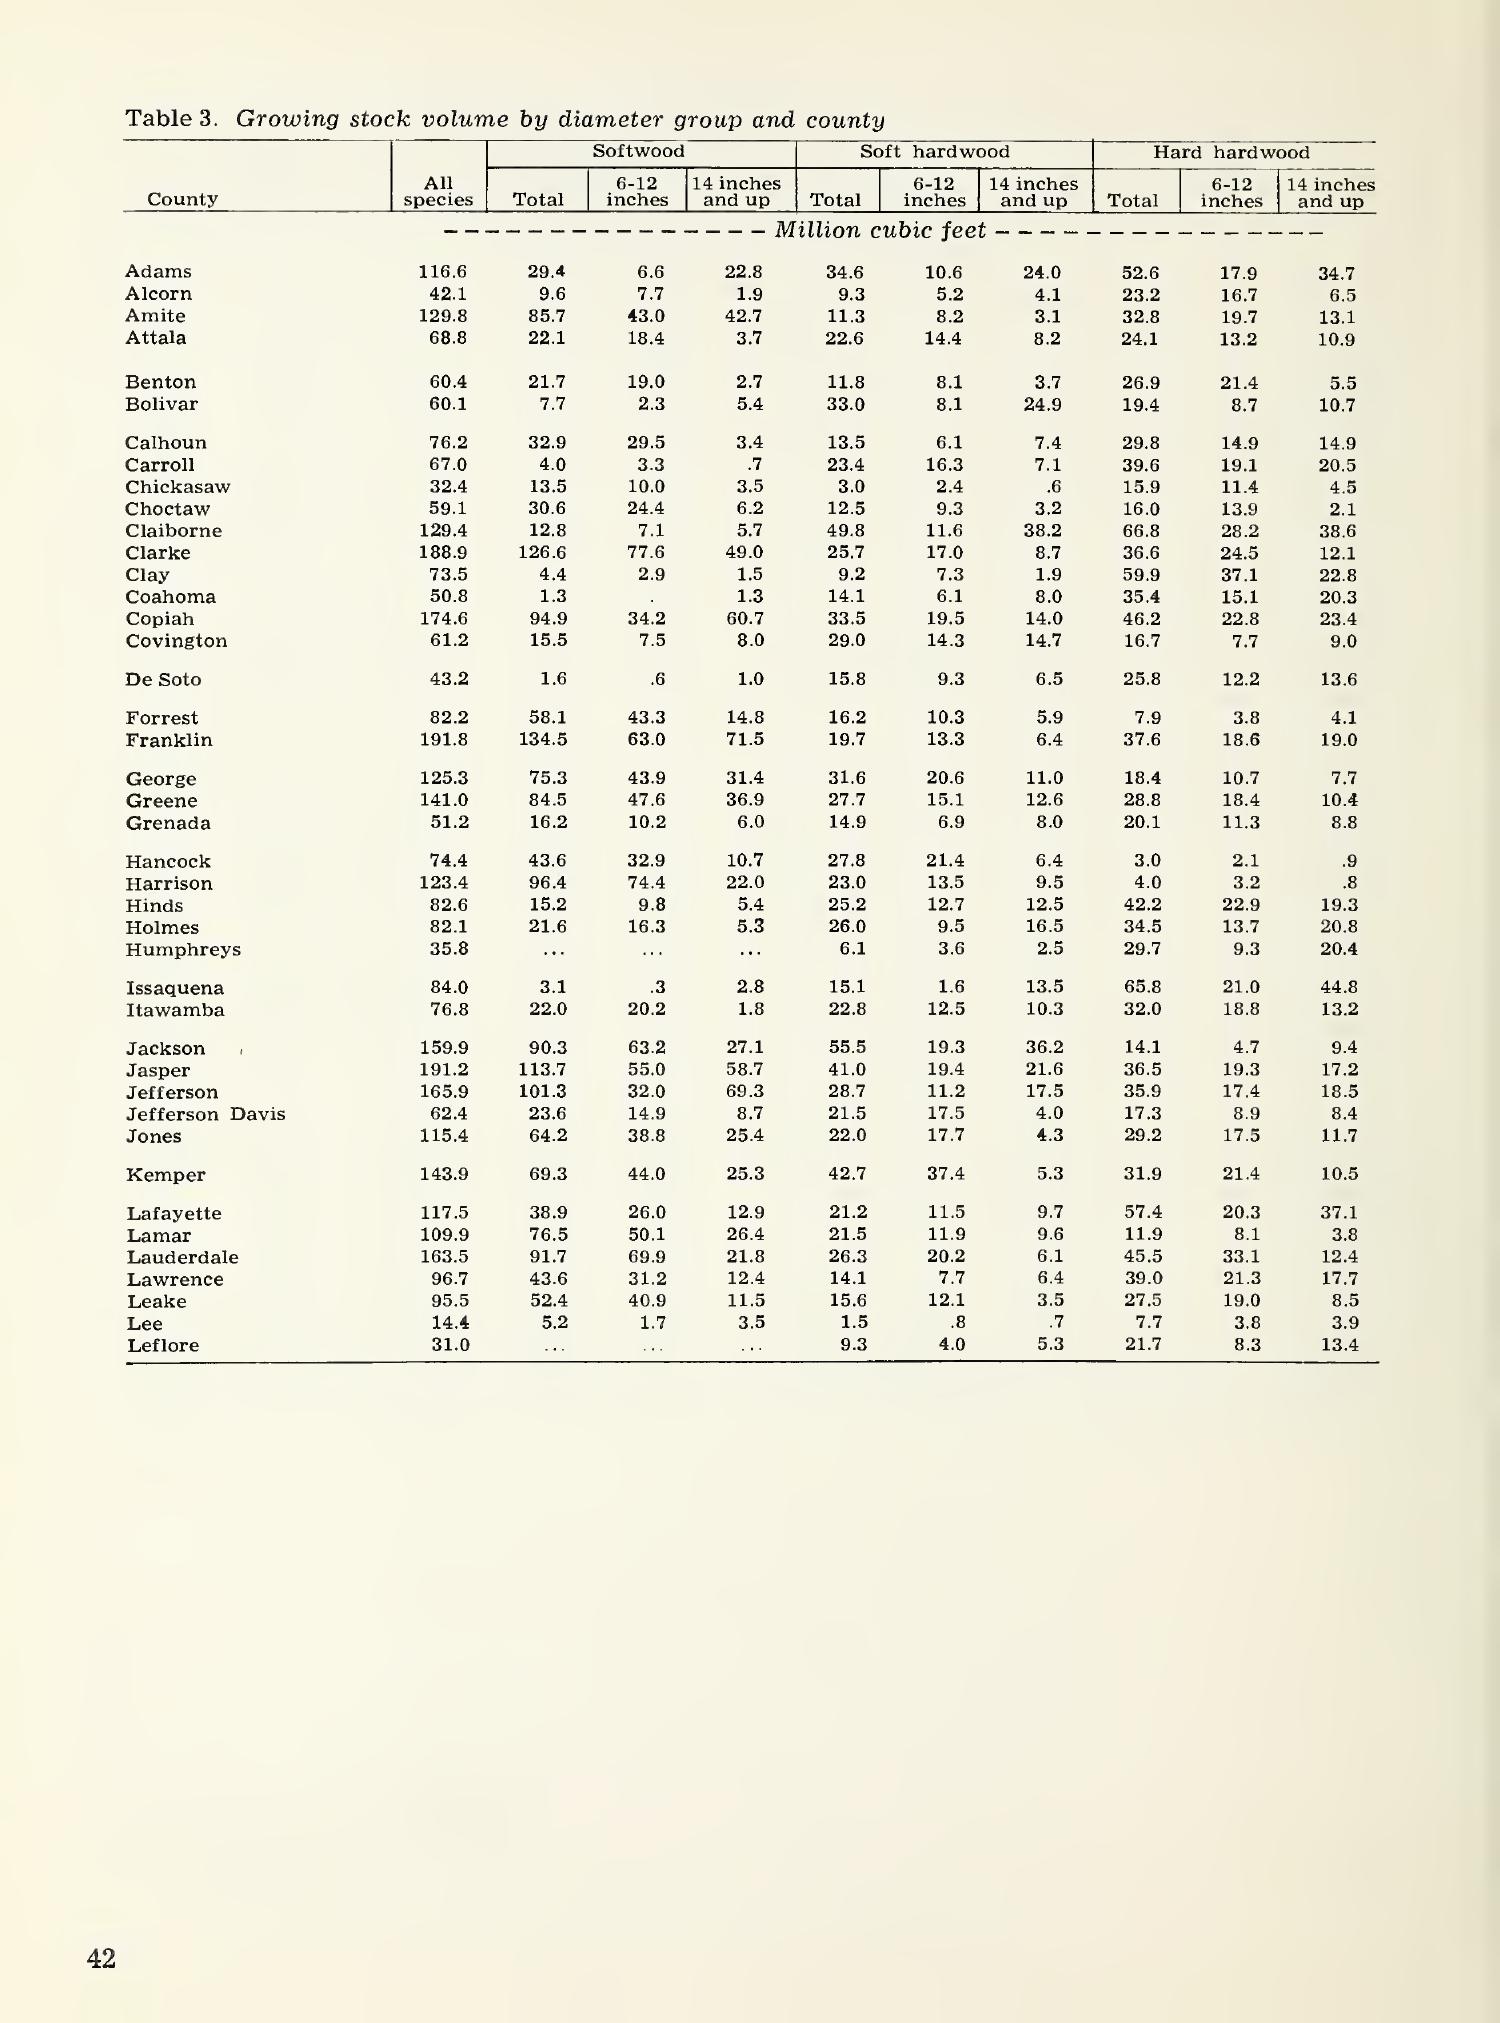 Table 3. Growing stock volume by diameter group and county
Softwood Soft hardwood Hard hardwood
All 6-12 14 inches 6-12 14 inches 6-12 14 inches
County species Total inches and up Total inches and up Total inches and up
Million cubic feet
Adams 116.6 29.4 6.6 22.8 34.6 10.6 24.0 52.6 17.9 34.7
Alcorn 42.1 9.6 7.7 1.9 9.3 5.2 4.1 23.2 16.7 6.5
Amite 129.8 85.7 43.0 42.7 11.3 8.2 3.1 32.8 19.7 13.1
Attala 68.8 22.1 18.4 3.7 22.6 14.4 8.2 24.1 13.2 10.9
Benton 60.4 21.7 19.0 2.7 11.8 8.1 3.7 26.9 21.4 5.5
Bolivar 60.1 7.7 2.3 5.4 33.0 8.1 24.9 19.4 8.7 10.7
Calhoun 76.2 32.9 29.5 3.4 13.5 6.1 7.4 29.8 14.9 14.9
Carroll 67.0 4.0 3.3 .7 23.4 16.3 7.1 39.6 19.1 20.5
Chickasaw 32.4 13.5 10.0 3.5 3.0 2.4 .6 15.9 11.4 4.5
Choctaw 59.1 30.6 24.4 6.2 12.5 9.3 3.2 16.0 13.9 2.1
Claiborne 129.4 12.8 7.1 5.7 49.8 11.6 38.2 66.8 28.2 38.6
Clarke 188.9 126.6 77.6 49.0 25.7 17.0 8.7 36.6 24.5 12.1
Clay 73.5 4.4 2.9 1.5 9.2 7.3 1.9 59.9 37.1 22.8
Coahoma 50.8 1.3 . 1.3 14.1 6.1 8.0 35.4 15.1 20.3
Copiah 174.6 94.9 34.2 60.7 33.5 19.5 14.0 46.2 22.8 23.4
Covington 61.2 15.5 7.5 8.0 29.0 14.3 14.7 16.7 7.7 9.0
De Soto 43.2 1.6 .6 1.0 15.8 9.3 6.5 25.8 12.2 13.6
Forrest 82.2 58.1 43.3 14.8 16.2 10.3 5.9 7.9 3.8 4.1
Franklin 191.8 134.5 63.0 71.5 19.7 13.3 6.4 37.6 18.6 19.0
George 125.3 75.3 43.9 31.4 31.6 20.6 11.0 18.4 10.7 7.7
Greene 141.0 84.5 47.6 36.9 27.7 15.1 12.6 28.8 18.4 10.4
Grenada 51.2 16.2 10.2 6.0 14.9 6.9 8.0 20.1 11.3 8.8
Hancock 74.4 43.6 32.9 10.7 27.8 21.4 6.4 3.0 2.1 .9
Harrison 123.4 96.4 74.4 22.0 23.0 13.5 9.5 4.0 3.2 .8
Hinds 82.6 15.2 9.8 5.4 25.2 12.7 12.5 42.2 22.9 19.3
Holmes 82.1 21.6 16.3 5.3 26.0 9.5 16.5 34.5 13.7 20.8
Humphreys 35.8 ... ... ... 6.1 3.6 2.5 29.7 9.3 20.4
Issaquena 84.0 3.1 .3 2.8 15.1 1.6 13.5 65.8 21.0 44.8
Itawamba 76.8 22.0 20.2 1.8 22.8 12.5 10.3 32.0 18.8 13.2
Jackson 159.9 90.3 63.2 27.1 55.5 19.3 36.2 14.1 4.7 9.4
Jasper 191.2 113.7 55.0 58.7 41.0 19.4 21.6 36.5 19.3 17.2
Jefferson 165.9 101.3 32.0 69.3 28.7 11.2 17.5 35.9 17.4 18.5
Jefferson Davis 62.4 23.6 14.9 8.7 21.5 17.5 4.0 17.3 8.9 8.4
Jones 115.4 64.2 38.8 25.4 22.0 17.7 4.3 29.2 17.5 11.7
Kemper 143.9 69.3 44.0 25.3 42.7 37.4 5.3 31.9 21.4 10.5
Lafayette 117.5 38.9 26.0 12.9 21.2 11.5 9.7 57.4 20.3 37.1
Lamar 109.9 76.5 50.1 26.4 21.5 11.9 9.6 11.9 8.1 3.8
Lauderdale 163.5 91.7 69.9 21.8 26.3 20.2 6.1 45.5 33.1 12.4
Lawrence 96.7 43.6 31.2 12.4 14.1 7.7 6.4 39.0 21.3 17.7
Leake 95.5 52.4 40.9 11.5 15.6 12.1 3.5 27.5 19.0 8.5
Lee 14.4 5.2 1.7 3.5 1.5 .8 .7 7.7 3.8 3.9
Leflore 31.0 ... ... ... 9.3 4.0 5.3 21.7 8.3 13.4
42